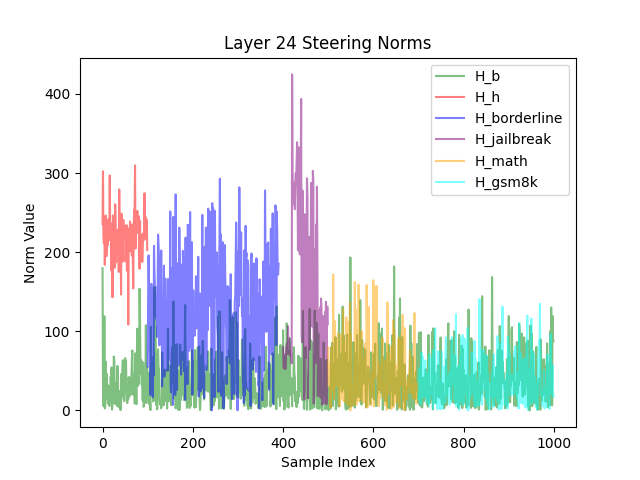 Layer 24 Steering Norms
H_b
H_h
H_borderline
H_jailbreak
H_math
H_gsm8k
Norm Value
400
300
200
100
0
0 200 400 600 800 1000
Sample Index